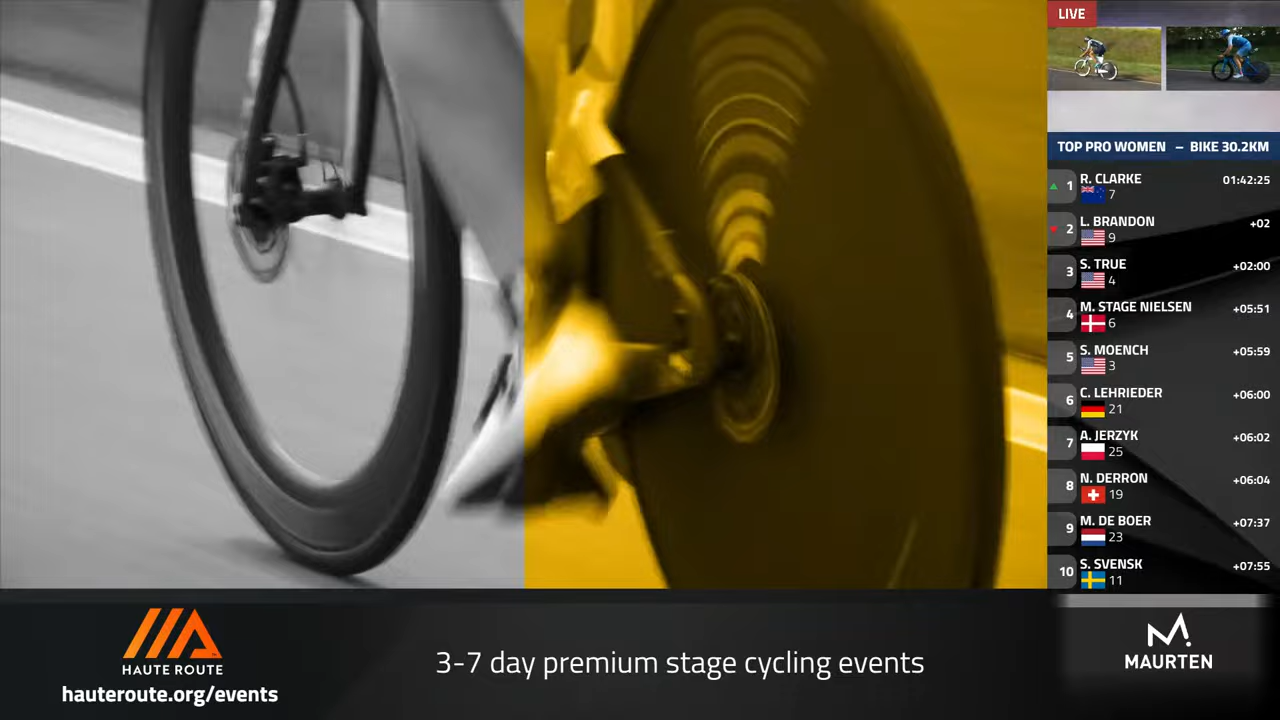 LIVE
TOP PRO WOMEN – BIKE 30.2KM
1 R. CLARKE 01:42:25
7
2 L. BRANDON +02
9
3 S. TRUE +02:00
4
4 M. STAGE NIELSEN +05:51
6
5 S. MOENCH +05:59
3
6 C. LEHRIEDER +06:00
21
7 A. JERZYK +06:02
25
8 N. DERRON +06:04
19
9 M. DE BOER +07:37
23
10 S. SVENSK +07:55
11
HAUTE ROUTE
hauteroute.org/events
3-7 day premium stage cycling events
MAURTEN